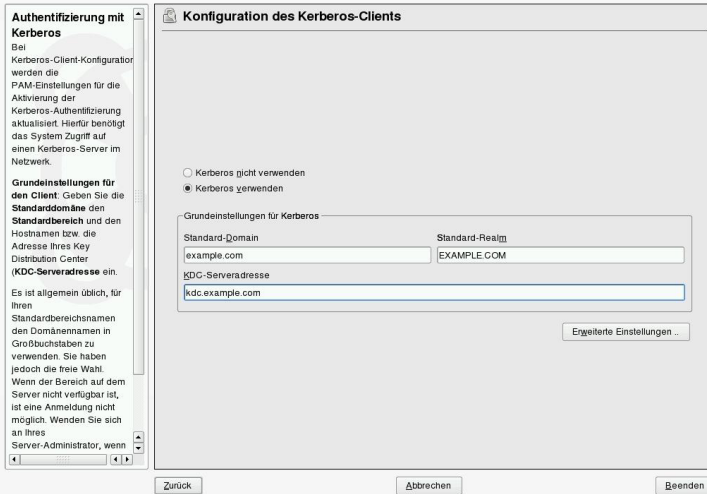 Authentifizierung mit
Kerberos
Bei
Kerberos-Client-Konfiguration
werden die
PAM-Einstellungen für die
Aktivierung der
Kerberos-Authentifizierung
aktualisiert. Hierfür benötigt
das System Zugriff auf
einen Kerberos-Server im
Netzwerk.
Grundeinstellungen für
den Client: Geben Sie die
Standarddomäne den
Standardbereich und den
Hostnamen bzw. die
Adresse Ihres Key
Distribution Center
(KDC-Serveradresse ein.
Es ist allgemein üblich, für
Ihren
Standardbereichsnamen
den Domänennamen in
Großbuchstaben zu
verwenden. Sie haben
jedoch die freie Wahl.
Wenn der Bereich auf dem
Server nicht verfügbar ist,
ist eine Anmeldung nicht
möglich. Wenden Sie sich
an Ihres
Server-Administrator, wenn
Konfiguration des Kerberos-Clients
Kerberos nicht verwenden
Kerberos verwenden
Grundeinstellungen für Kerberos
Standard-Domain
Standard-Realm
example.com
EXAMPLE.COM
KDC-Serveradresse
kdc.example.com
Erweiterte Einstellungen ..
Zurück
Abbrechen
Beenden